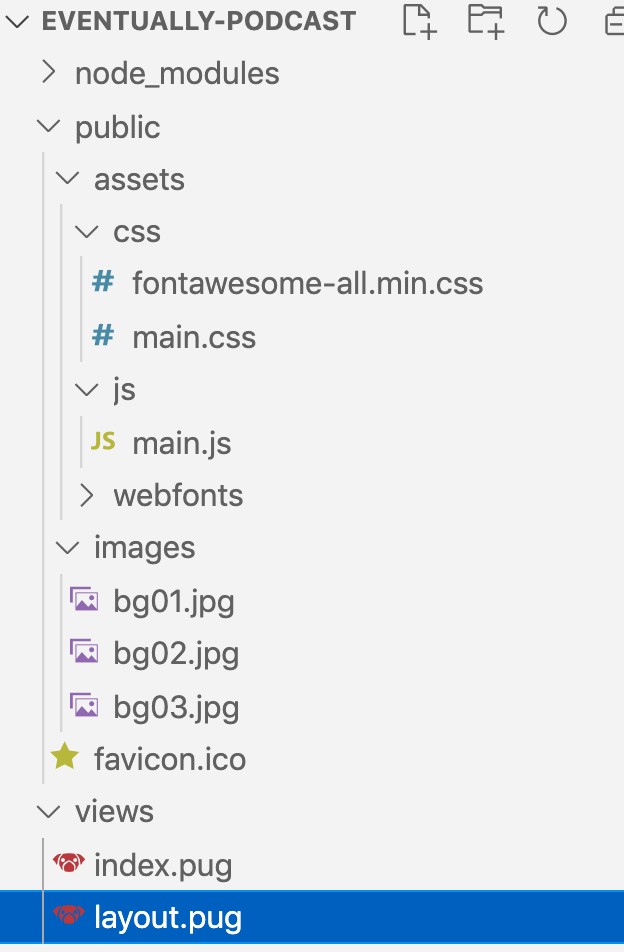 EVENTUALLY-PODCAST
node_modules
public
assets
css
# fontawesome-all.min.css
# main.css
js
JS main.js
webfonts
images
bg01.jpg
bg02.jpg
bg03.jpg
favicon.ico
views
index.pug
layout.pug